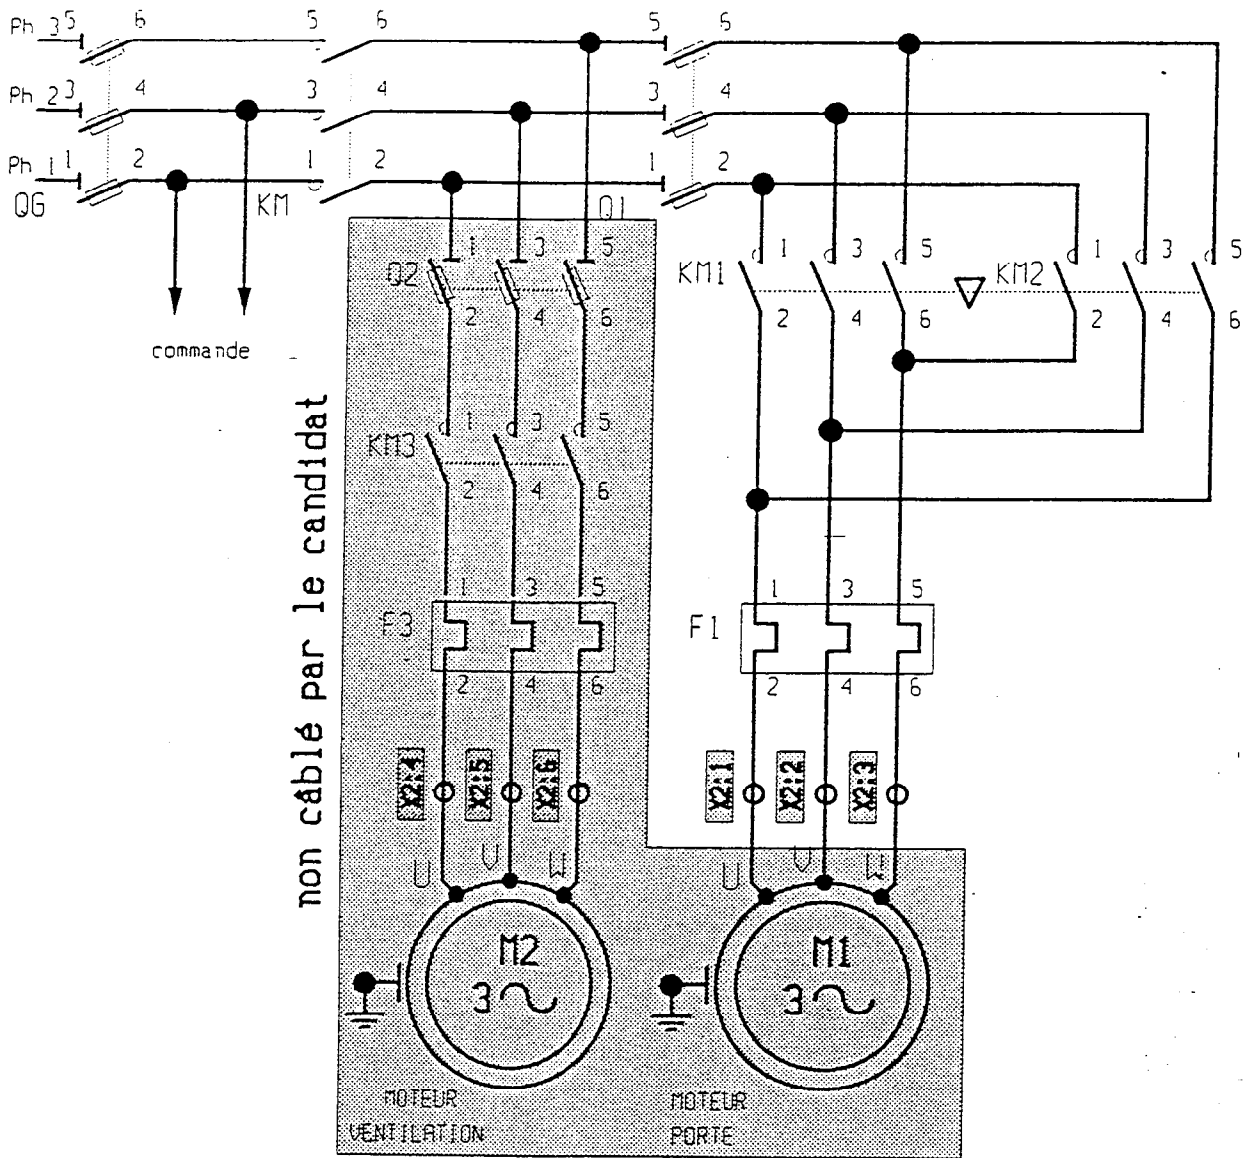 Ph 3 5 6 5 6 5 6
Ph 2 3 4 3 4 3 4
Ph 1 1 2 1 2 1 2
QG KM Q1
Q2 1 3 5
2 4 6
KM1 1 3 5
2 4 6
KM2 1 3 5
2 4 6
commande
non câblé par le candidat
KM3 1 3 5
2 4 6
F3 1 3 5
2 4 6
F1 1 3 5
2 4 6
X2:4 X2:5 X2:6
X2:1 X2:2 X2:3
U V W
U V W
M2
3
M1
3
MOTEUR
VENTILATION
MOTEUR
PORTE